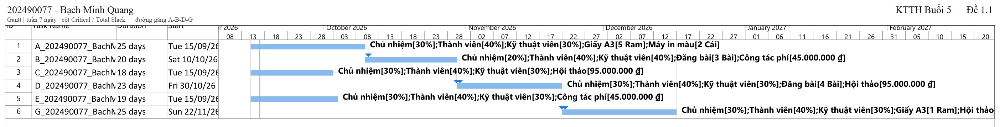 202490077 - Bạch Minh Quang
KTTH Buổi 5 — Đề 1.1
Gantt | tuần 7 ngày | cột Critical / Total Slack — đường găng A-B-D-G
ID Task Name Duration Start
r 2026 October 2026 November 2026 December 2026 January 2027 February 2027
08 13 18 23 28 03 08 13 18 23 28 02 07 12 17 22 27 02 07 12 17 22 27 01 06 11 16 21 26 31 05 10 15 20
1 A_202490077_BachM 25 days Tue 15/09/26 Chủ nhiệm[30%];Thành viên[40%];Kỹ thuật viên[30%];Giấy A3[5 Ram];Máy in màu[2 Cái]
2 B_202490077_BachM 20 days Sat 10/10/26 Chủ nhiệm[20%];Thành viên[40%];Kỹ thuật viên[40%];Đăng bài[3 Bài];Công tác phí[45.000.000 ₫]
3 C_202490077_BachM 18 days Tue 15/09/26 Chủ nhiệm[30%];Thành viên[40%];Kỹ thuật viên[30%];Hội thảo[95.000.000 ₫]
4 D_202490077_BachM 23 days Fri 30/10/26 Chủ nhiệm[30%];Thành viên[40%];Kỹ thuật viên[30%];Đăng bài[4 Bài];Hội thảo[95.000.000 ₫]
5 E_202490077_BachM 19 days Tue 15/09/26 Chủ nhiệm[30%];Thành viên[40%];Kỹ thuật viên[30%];Công tác phí[45.000.000 ₫]
6 G_202490077_BachM 25 days Sun 22/11/26 Chủ nhiệm[30%];Thành viên[40%];Kỹ thuật viên[30%];Giấy A3[1 Ram];Hội thảo